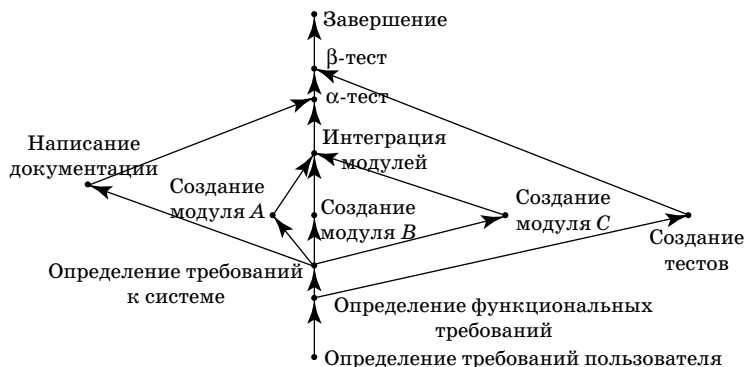 Завершение
β-тест
α-тест
Написание
документации
Интеграция
модулей
Создание
модуля A
Создание
модуля B
Создание
модуля C
Создание
тестов
Определение требований
к системе
Определение функциональных
требований
Определение требований пользователя